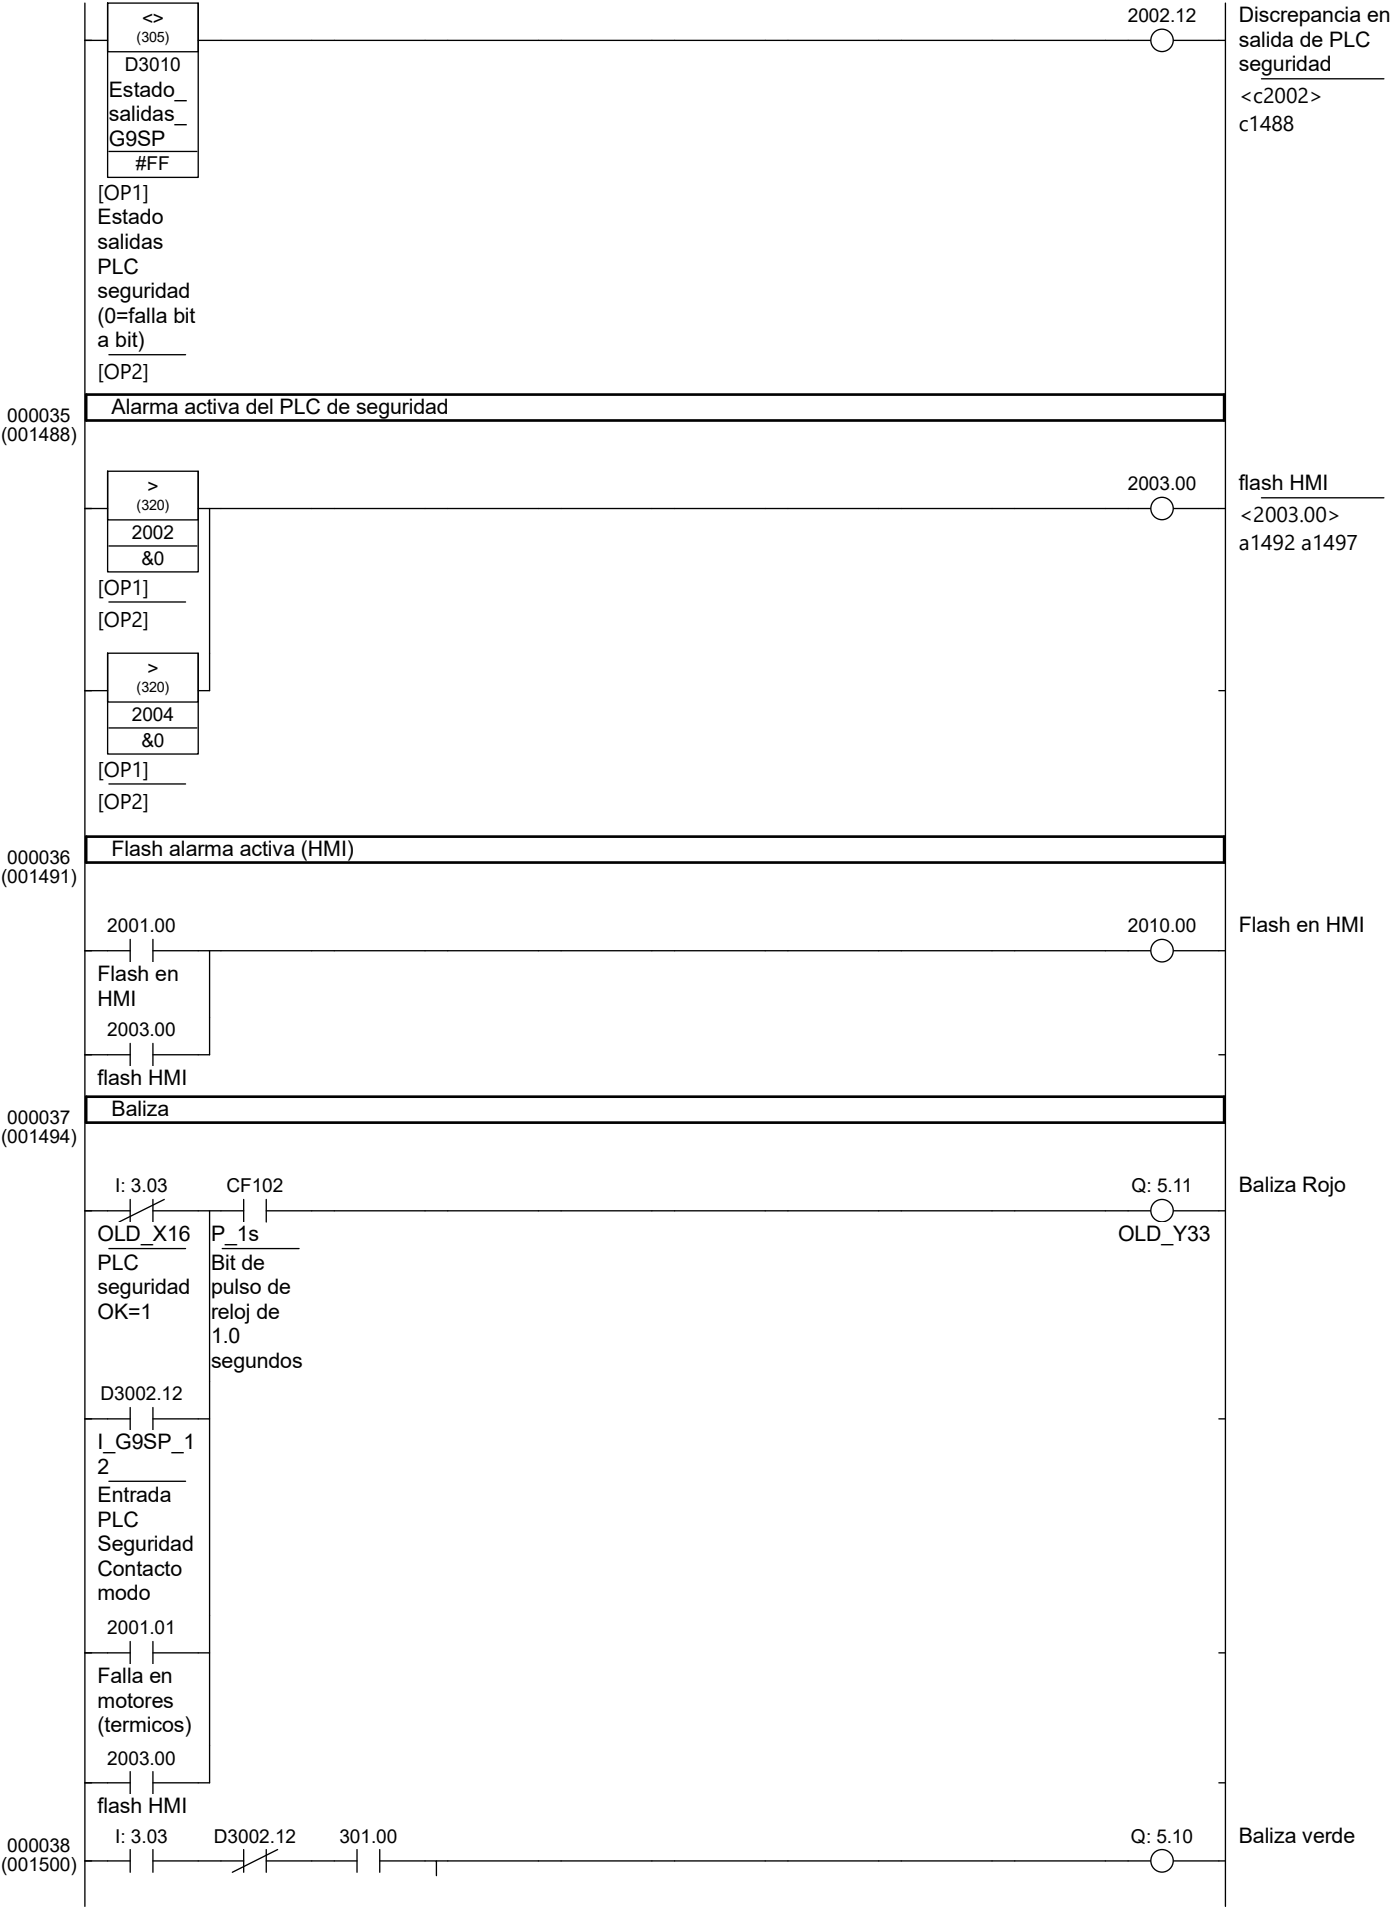 <>
(305)
D3010
Estado_
salidas_
G9SP
#FF
[OP1]
Estado
salidas
PLC
seguridad
(0=falla bit
a bit)
[OP2]
2002.12
Discrepancia en
salida de PLC
seguridad
<c2002>
c1488
000035
(001488)
Alarma activa del PLC de seguridad
>
(320)
2002
&0
[OP1]
[OP2]
2003.00
flash HMI
<2003.00>
a1492 a1497
>
(320)
2004
&0
[OP1]
[OP2]
000036
(001491)
Flash alarma activa (HMI)
2001.00
Flash en
HMI
2010.00
Flash en HMI
2003.00
flash HMI
000037
(001494)
Baliza
I: 3.03
OLD_X16
PLC
seguridad
OK=1
CF102
P_1s
Bit de
pulso de
reloj de
1.0
segundos
Q: 5.11
OLD_Y33
Baliza Rojo
D3002.12
I_G9SP_1
2
Entrada
PLC
Seguridad
Contacto
modo
2001.01
Falla en
motores
(termicos)
2003.00
flash HMI
000038
(001500)
I: 3.03
D3002.12
301.00
Q: 5.10
Baliza verde